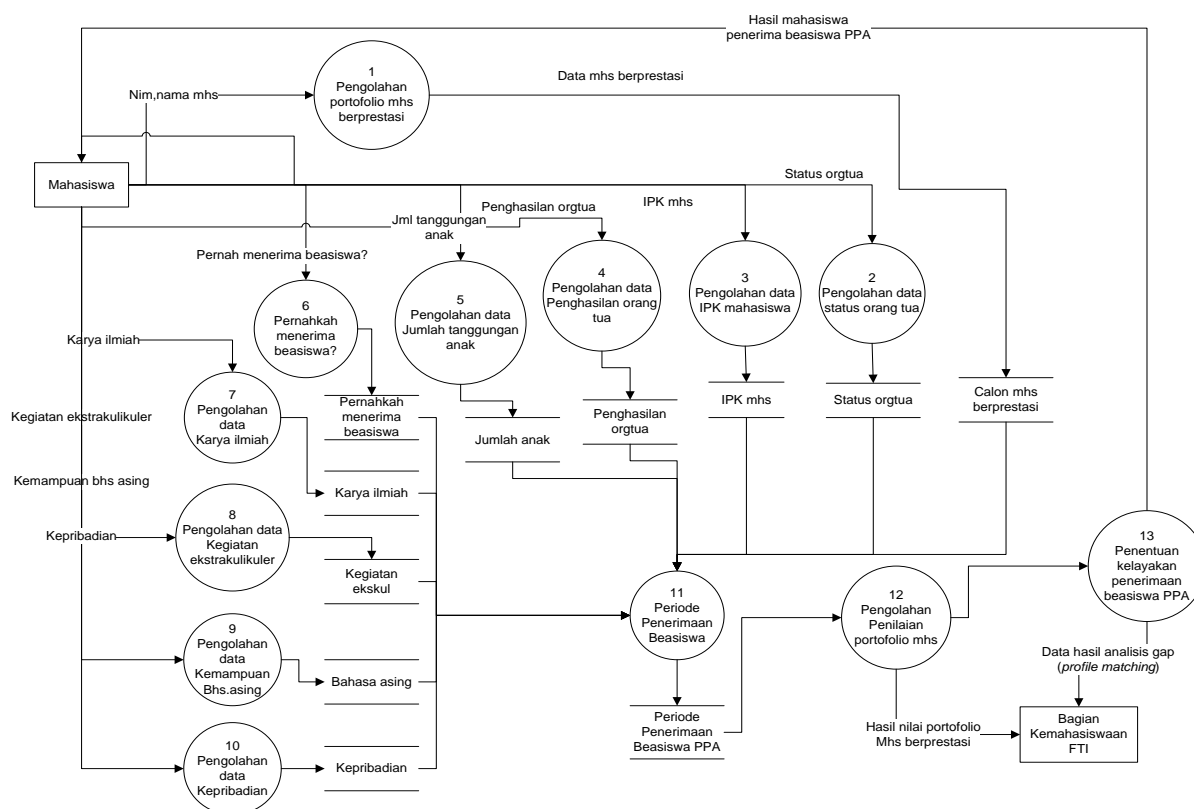 Hasil mahasiswa
penerima beasiswa PPA
1
Pengolahan
portofolio mhs
berprestasi
Data mhs berprestasi
Nim,nama mhs
Mahasiswa
Status orgtua
Penghasilan orgtua
IPK mhs
Jml tanggungan
anak
Pernah menerima beasiswa?
6
Pernahkah
menerima
beasiswa?
5
Pengolahan data
Jumlah tanggungan
anak
4
Pengolahan data
Penghasilan orang
tua
3
Pengolahan data
IPK mahasiswa
2
Pengolahan data
status orang tua
Karya ilmiah
7
Pengolahan
data
Karya ilmiah
Pernahkah
menerima
beasiswa
Jumlah anak
Penghasilan
orgtua
IPK mhs
Status orgtua
Calon mhs
berprestasi
Kegiatan ekstrakulikuler
Kemampuan bhs asing
Karya ilmiah
Kepribadian
8
Pengolahan data
Kegiatan
ekstrakulikuler
Kegiatan
ekskul
11
Periode
Penerimaan
Beasiswa
12
Pengolahan
Penilaian
portofolio mhs
13
Penentuan
kelayakan
penerimaan
beasiswa PPA
9
Pengolahan
data
Kemampuan
Bhs.asing
Bahasa asing
Periode
Penerimaan
Beasiswa PPA
Data hasil analisis gap
(profile matching)
Hasil nilai portofolio
Mhs berprestasi
Bagian
Kemahasiswaan
FTI
10
Pengolahan
data
Kepribadian
Kepribadian